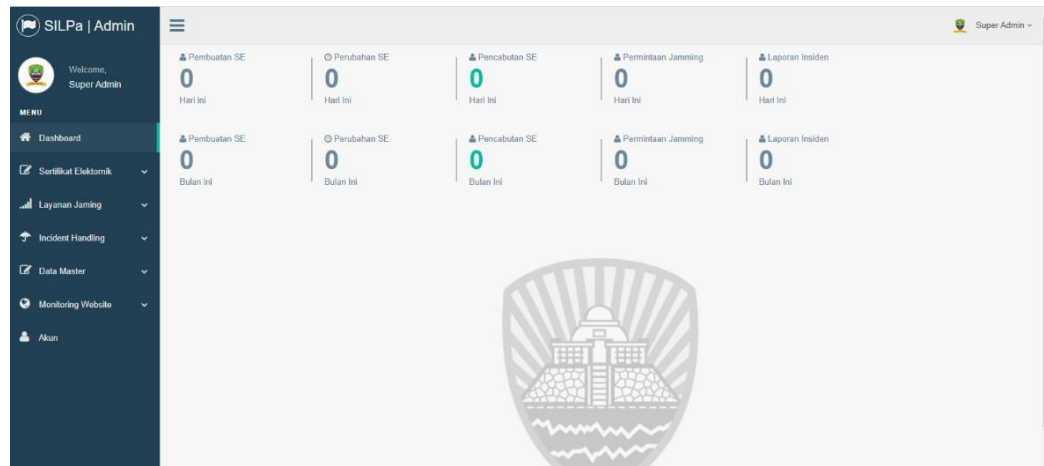 SILPa | Admin
Super Admin
Welcome,
Super Admin
MENU
Dashboard
Sertifikat Elektornik
Layanan Jaming
Incident Handling
Data Master
Monitoring Website
Akun
Pembuatan SE
0
Hari Ini
Perubahan SE
0
Hari Ini
Pencabutan SE
0
Hari Ini
Permintaan Jamming
0
Hari Ini
Laporan Insiden
0
Hari Ini
Pembuatan SE
0
Bulan Ini
Perubahan SE
0
Bulan Ini
Pencabutan SE
0
Bulan Ini
Permintaan Jamming
0
Bulan Ini
Laporan Insiden
0
Bulan Ini